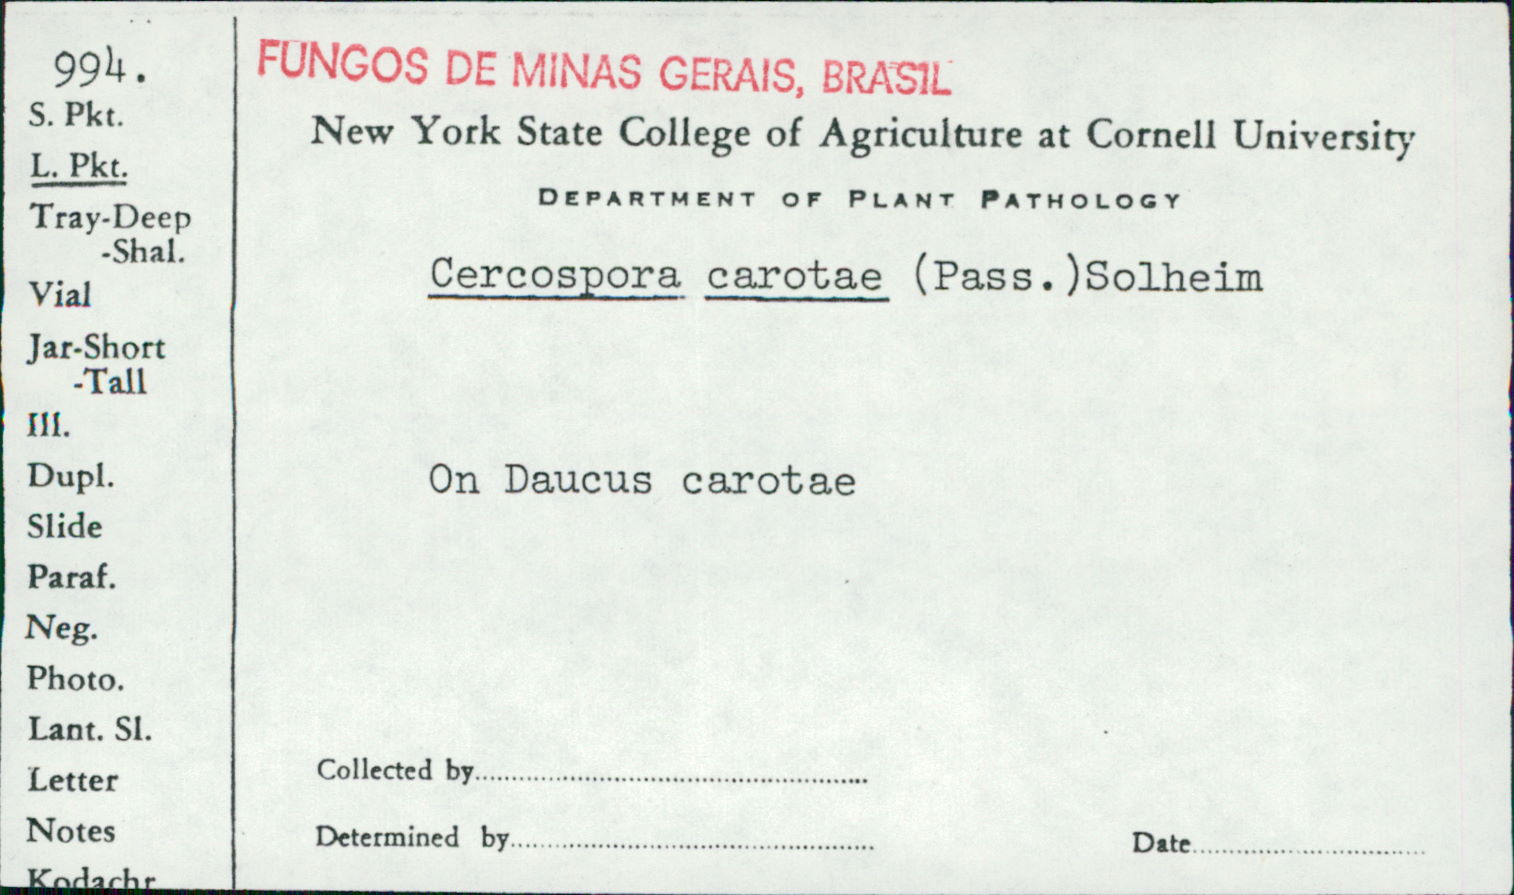 994.
S. Pkt.
L. Pkt.
Tray-Deep
-Shal.
Vial
Jar-Short
-Tall
Ill.
Dupl.
Slide
Paraf.
Neg.
Photo.
Lant. Sl.
Letter
Notes
Kodachr
FUNGOS DE MINAS GERAIS, BRASIL
New York State College of Agriculture at Cornell University
DEPARTMENT OF PLANT PATHOLOGY
Cercospora carotae (Pass.)Solheim
On Daucus carotae
Collected by
Determined by
Date